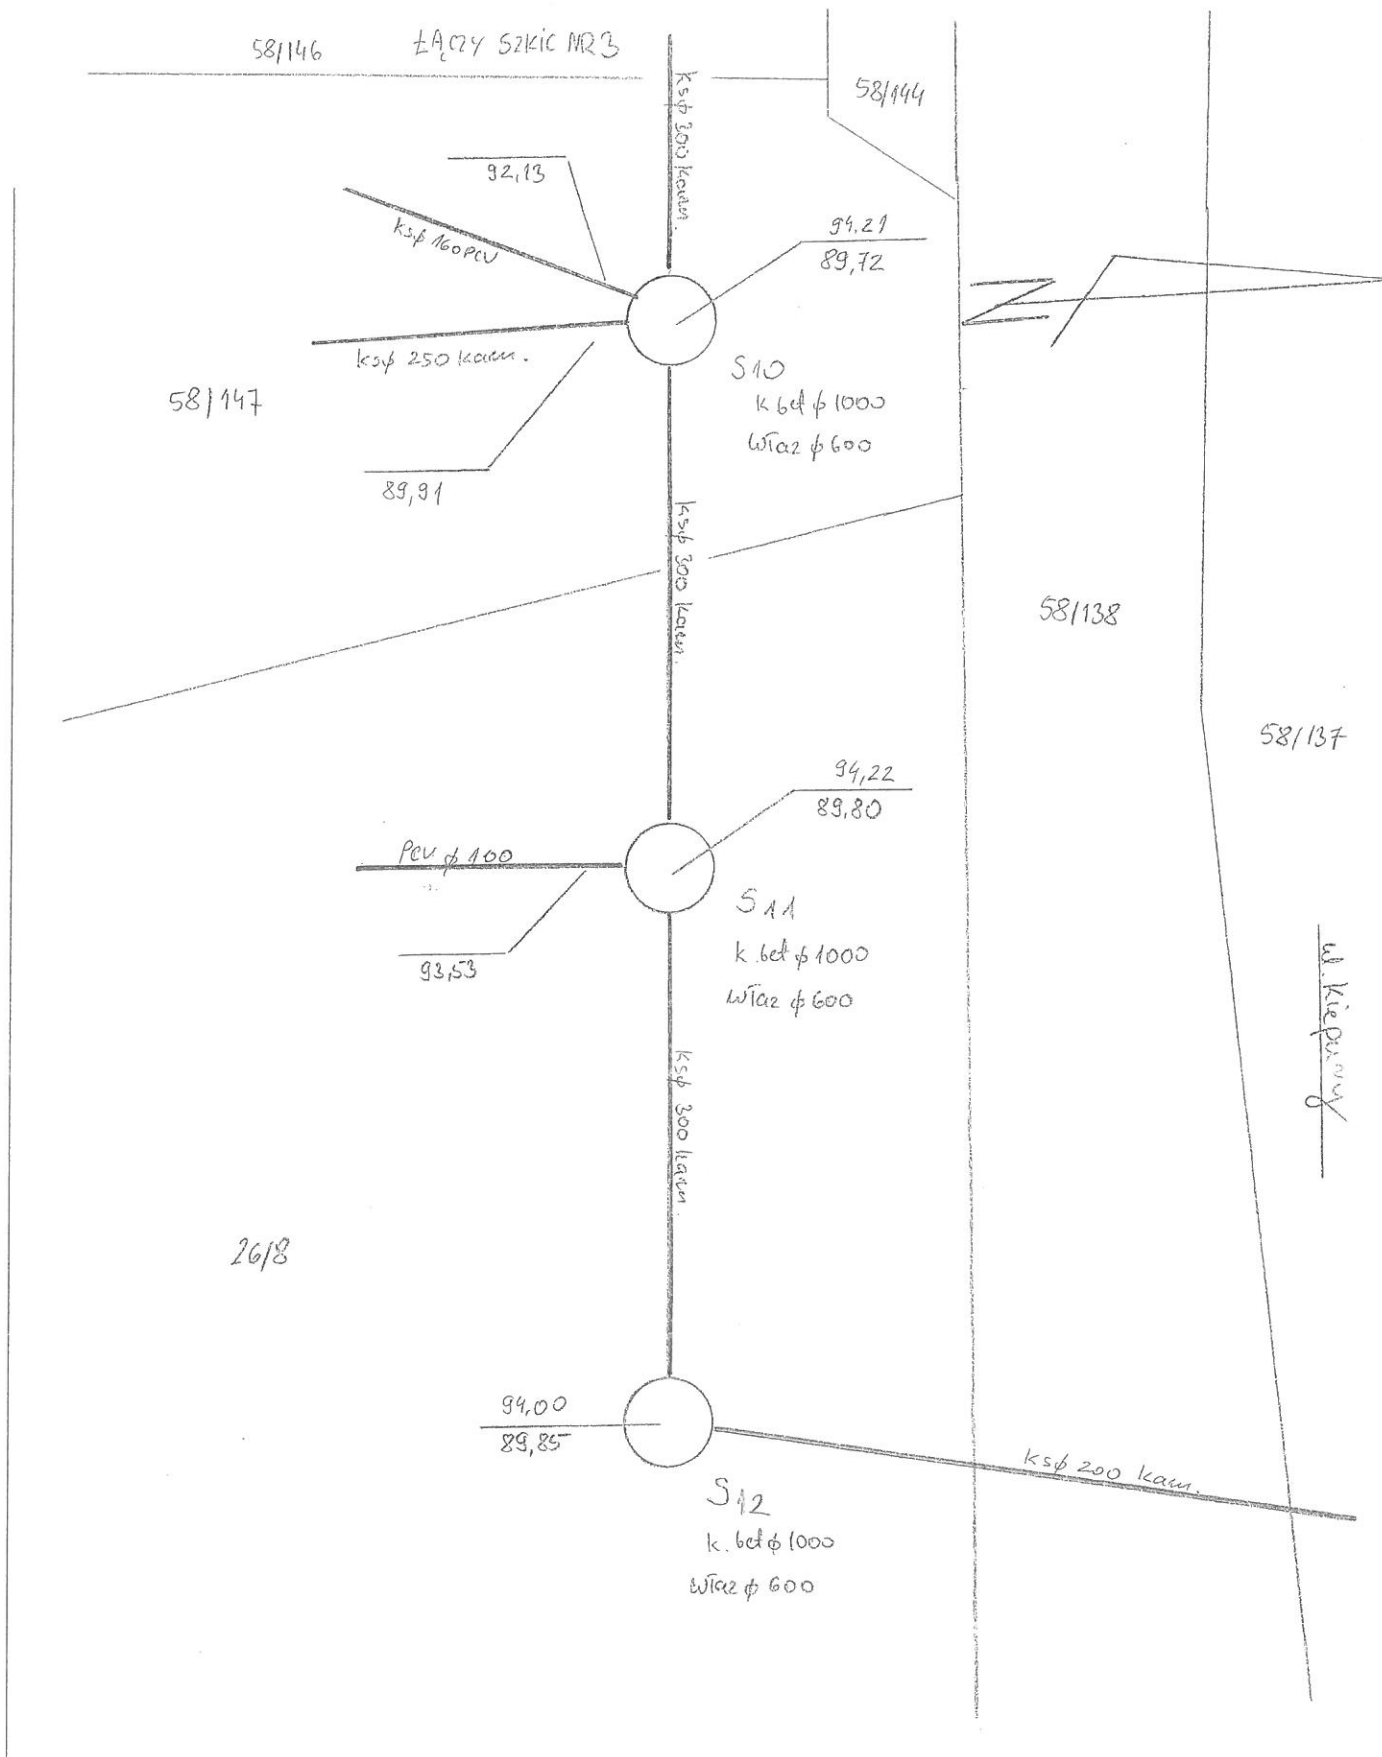 58/146
ŁĄCZY SZKIC NR 3
58/144
ksφ 300 kam.
92,13
ksφ 160 PCV
94,21
89,72
ksφ 250 kam.
58/147
89,91
S10
k bet φ 1000
właz φ 600
ksφ 300 kam.
58/138
58/137
94,22
89,80
PCV φ 100
93,53
S11
k. bet φ 1000
właz φ 600
ul. Kiepury
ksφ 300 kam.
26/8
94,00
89,85
ksφ 200 kam.
S12
k. bet φ 1000
właz φ 600